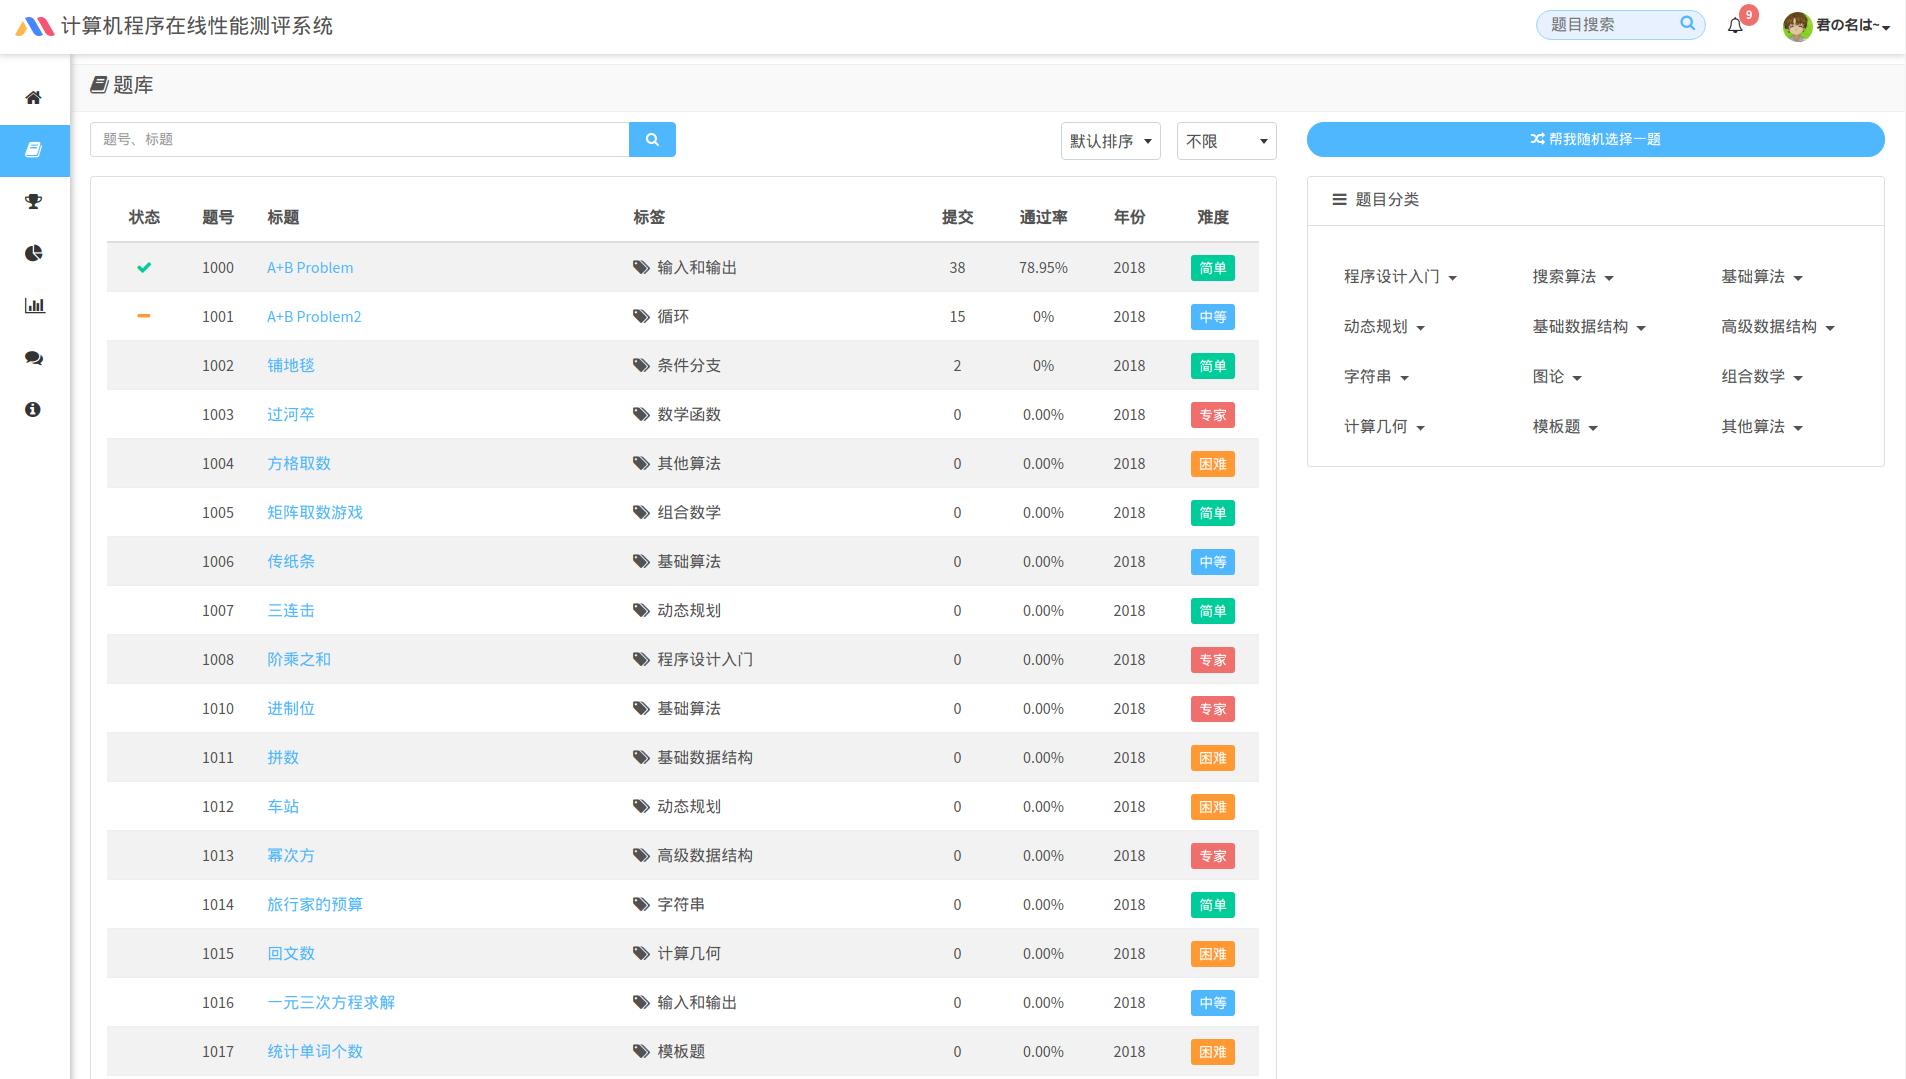 计算机程序在线性能测评系统
题目搜索
9
君の名は~
题库
题号、标题
默认排序
不限
帮我随机选择一题
状态 题号 标题 标签 提交 通过率 年份 难度
1000 A+B Problem 输入和输出 38 78.95% 2018 简单
1001 A+B Problem2 循环 15 0% 2018 中等
1002 铺地毯 条件分支 2 0% 2018 简单
1003 过河卒 数学函数 0 0.00% 2018 专家
1004 方格取数 其他算法 0 0.00% 2018 困难
1005 矩阵取数游戏 组合数学 0 0.00% 2018 简单
1006 传纸条 基础算法 0 0.00% 2018 中等
1007 三连击 动态规划 0 0.00% 2018 简单
1008 阶乘之和 程序设计入门 0 0.00% 2018 专家
1010 进制位 基础算法 0 0.00% 2018 专家
1011 拼数 基础数据结构 0 0.00% 2018 困难
1012 车站 动态规划 0 0.00% 2018 困难
1013 幂次方 高级数据结构 0 0.00% 2018 专家
1014 旅行家的预算 字符串 0 0.00% 2018 简单
1015 回文数 计算几何 0 0.00% 2018 困难
1016 一元三次方程求解 输入和输出 0 0.00% 2018 中等
1017 统计单词个数 模板题 0 0.00% 2018 困难
题目分类
程序设计入门 搜索算法 基础算法
动态规划 基础数据结构 高级数据结构
字符串 图论 组合数学
计算几何 模板题 其他算法